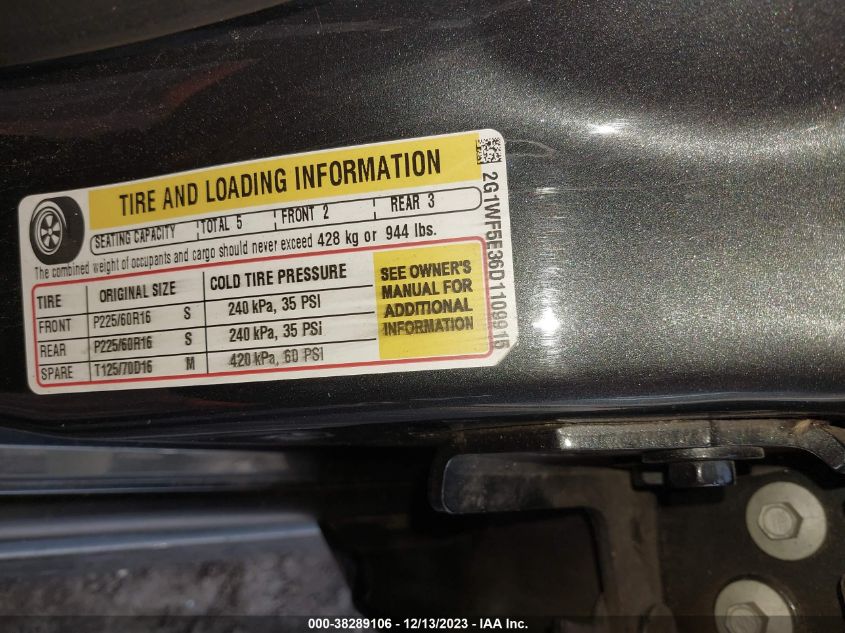 TIRE AND LOADING INFORMATION
SEATING CAPACITY TOTAL 5 FRONT 2 REAR 3
The combined weight of occupants and cargo should never exceed 428 kg or 944 lbs.
TIRE ORIGINAL SIZE COLD TIRE PRESSURE
FRONT P225/60R16 S 240 kPa, 35 PSI
REAR P225/60R16 S 240 kPa, 35 PSI
SPARE T125/70D16 M 420 kPa, 60 PSI
SEE OWNER'S
MANUAL FOR
ADDITIONAL
INFORMATION
2G1WF5E36D1109915
000-38289106 - 12/13/2023 - IAA Inc.